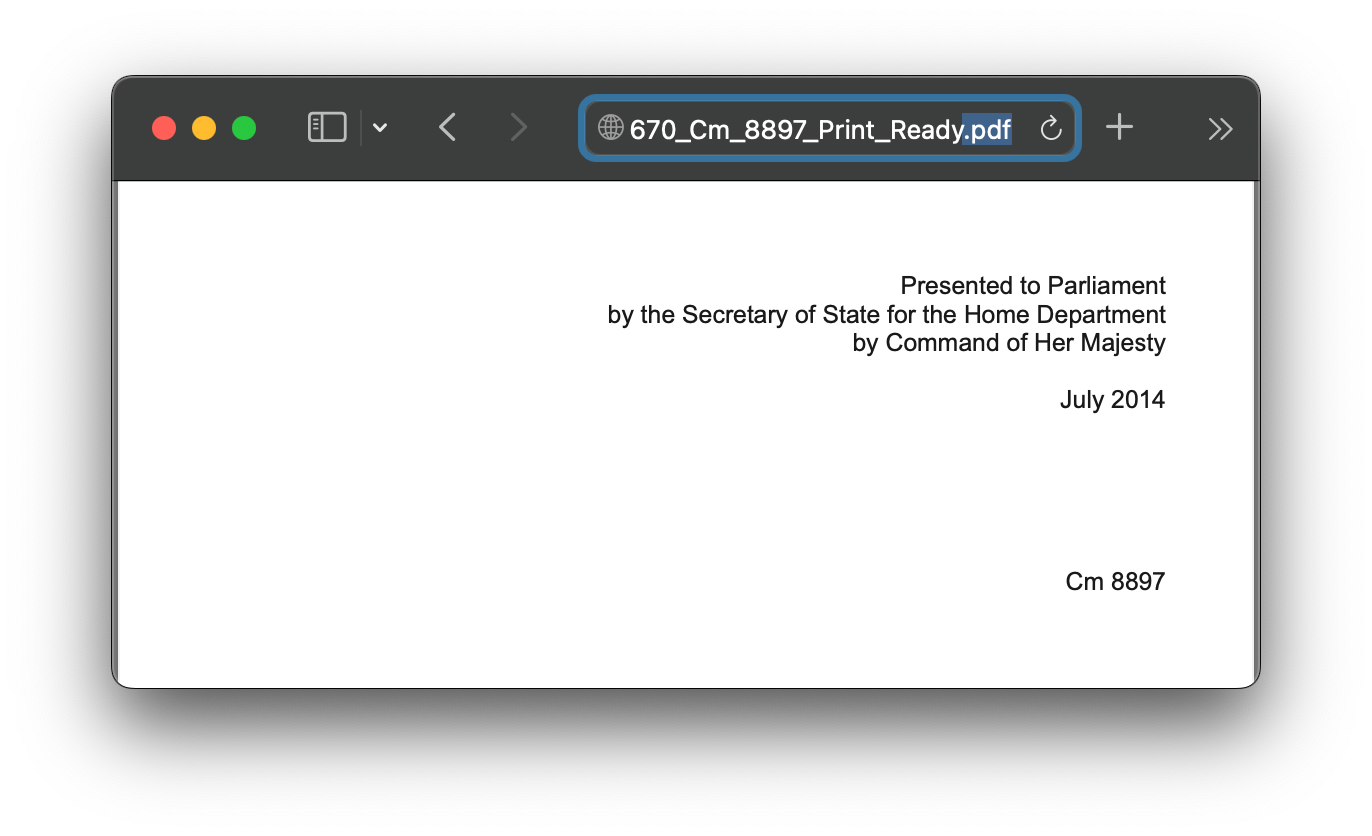 670_Cm_8897_Print_Ready.pdf
Presented to Parliament
by the Secretary of State for the Home Department
by Command of Her Majesty
July 2014
Cm 8897